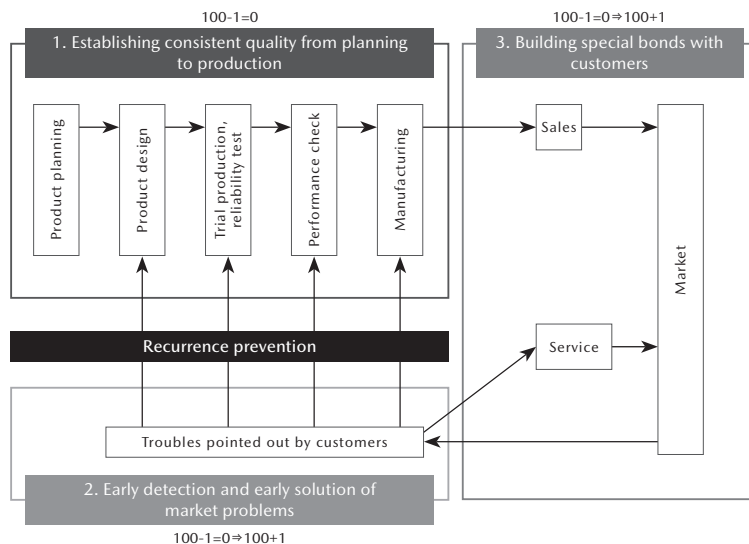 100-1=0
1. Establishing consistent quality from planning
to production
100-1=0⇒100+1
3. Building special bonds with
customers
Product planning
Product design
Trial production,
reliability test
Performance check
Manufacturing
Sales
Market
Recurrence prevention
Service
Troubles pointed out by customers
2. Early detection and early solution of
market problems
100-1=0⇒100+1